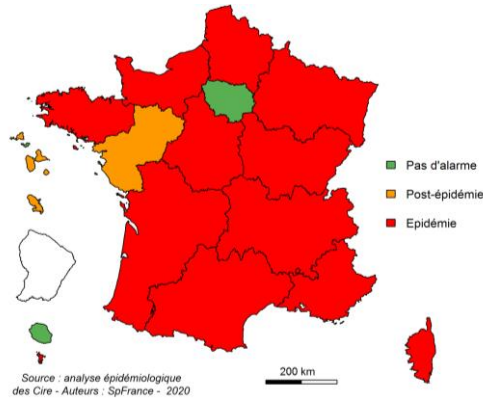 Pas d'alarme
Post-épidémie
Epidémie
200 km
Source : analyse épidémiologique
des Cire - Auteurs : SpFrance - 2020